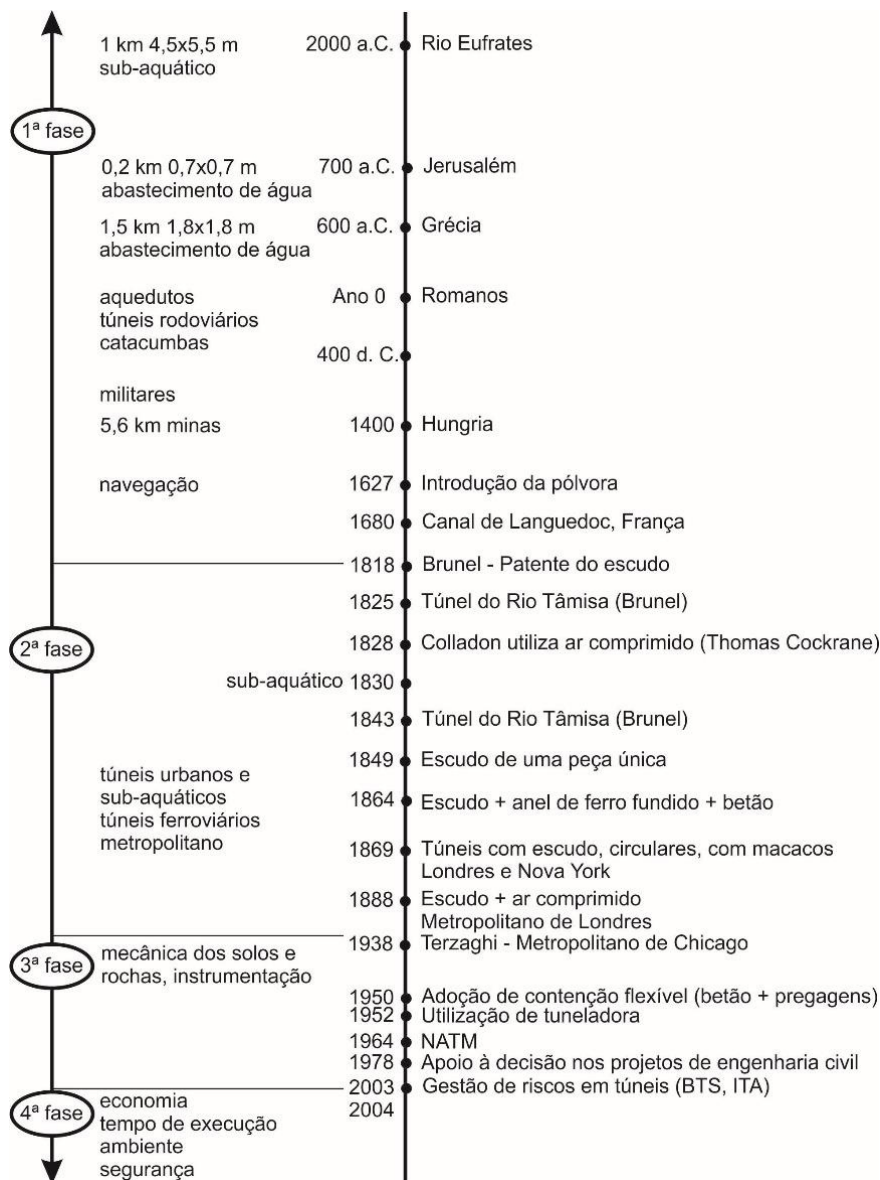 1 km 4,5x5,5 m 2000 a.C. Rio Eufrates
sub-aquático
1ª fase
0,2 km 0,7x0,7 m 700 a.C. Jerusalém
abastecimento de água
1,5 km 1,8x1,8 m 600 a.C. Grécia
abastecimento de água
aquedutos Ano 0 Romanos
túneis rodoviários
catacumbas
400 d. C.
militares
5,6 km minas 1400 Hungria
navegação 1627 Introdução da pólvora
1680 Canal de Languedoc, França
1818 Brunel - Patente do escudo
1825 Túnel do Rio Tâmisa (Brunel)
2ª fase 1828 Colladon utiliza ar comprimido (Thomas Cockrane)
sub-aquático 1830
1843 Túnel do Rio Tâmisa (Brunel)
1849 Escudo de uma peça única
túneis urbanos e
sub-aquáticos 1864 Escudo + anel de ferro fundido + betão
túneis ferroviários
metropolitano
1869 Túneis com escudo, circulares, com macacos
Londres e Nova York
1888 Escudo + ar comprimido
Metropolitano de Londres
1938 Terzaghi - Metropolitano de Chicago
3ª fase mecânica dos solos e
rochas, instrumentação
1950 Adoção de contenção flexível (betão + pregagens)
1952 Utilização de tuneladora
1964 NATM
1978 Apoio à decisão nos projetos de engenharia civil
2003 Gestão de riscos em túneis (BTS, ITA)
4ª fase economia 2004
tempo de execução
ambiente
segurança